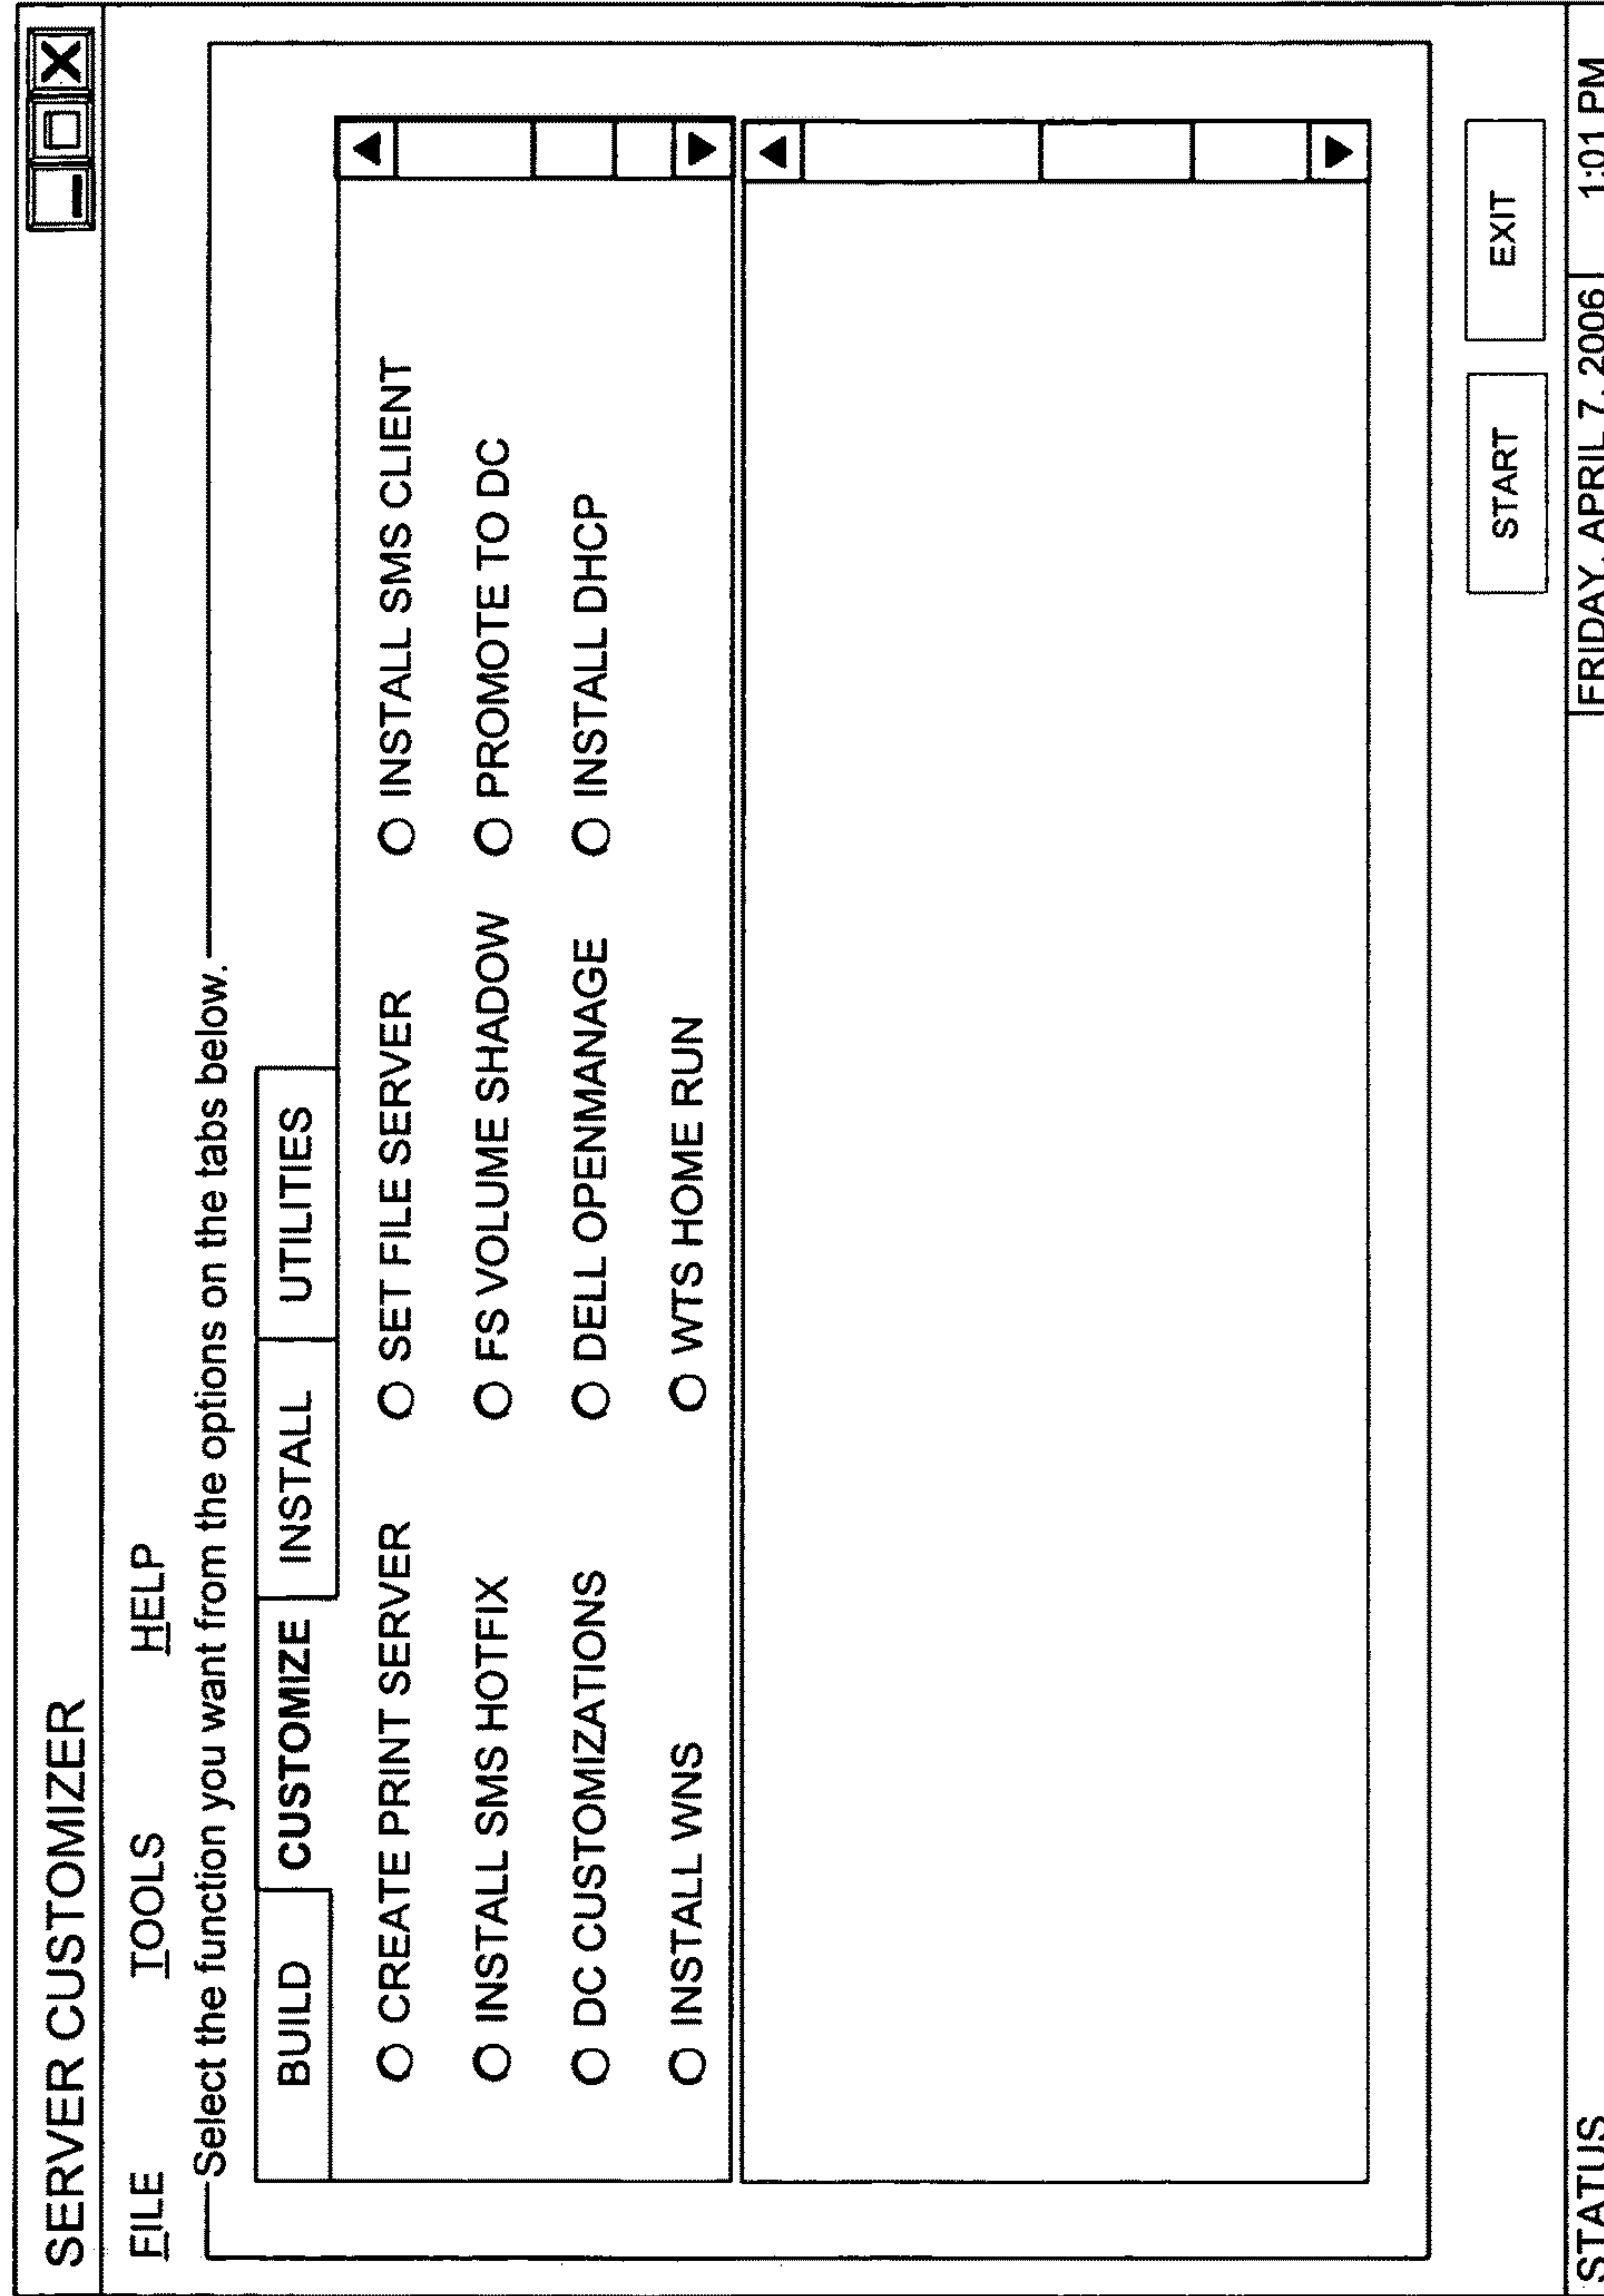 SERVER CUSTOMIZER
FILE TOOLS HELP
Select the function you want from the options on the tabs below.
BUILD CUSTOMIZE INSTALL UTILITIES
CREATE PRINT SERVER SET FILE SERVER INSTALL SMS CLIENT
INSTALL SMS HOTFIX FS VOLUME SHADOW PROMOTE TO DC
DC CUSTOMIZATIONS DELL OPENMANAGE INSTALL DHCP
INSTALL WNS WTS HOME RUN
START EXIT
STATUS FRIDAY, APRIL 7, 2006 1:01 PM